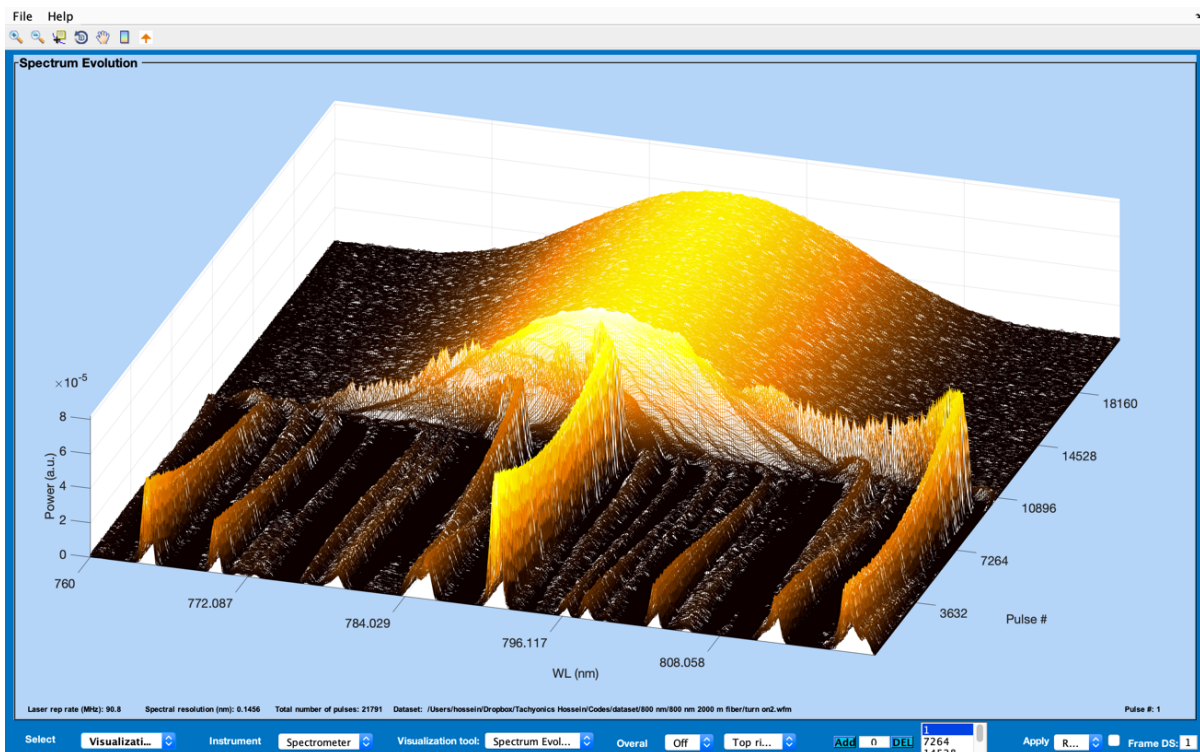 File Help
Spectrum Evolution
×10⁻⁵
8
6
4
2
0
Power (a.u.)
760
772.087
784.029
796.117
808.058
WL (nm)
3632
7264
10896
14528
18160
Pulse #
Laser rep rate (MHz): 90.8 Spectral resolution (nm): 0.1456 Total number of pulses: 21791 Dataset: /Users/hossein/Dropbox/Tachyonics Hossein/Codes/dataset/800 nm/800 nm 2000 m fiber/turn on2.wfm Pulse #: 1
Select Visualizati... Instrument Spectrometer Visualization tool: Spectrum Evol... Overal Off Top ri... Add 0 DEL 1 Apply R... Frame DS: 1
7264